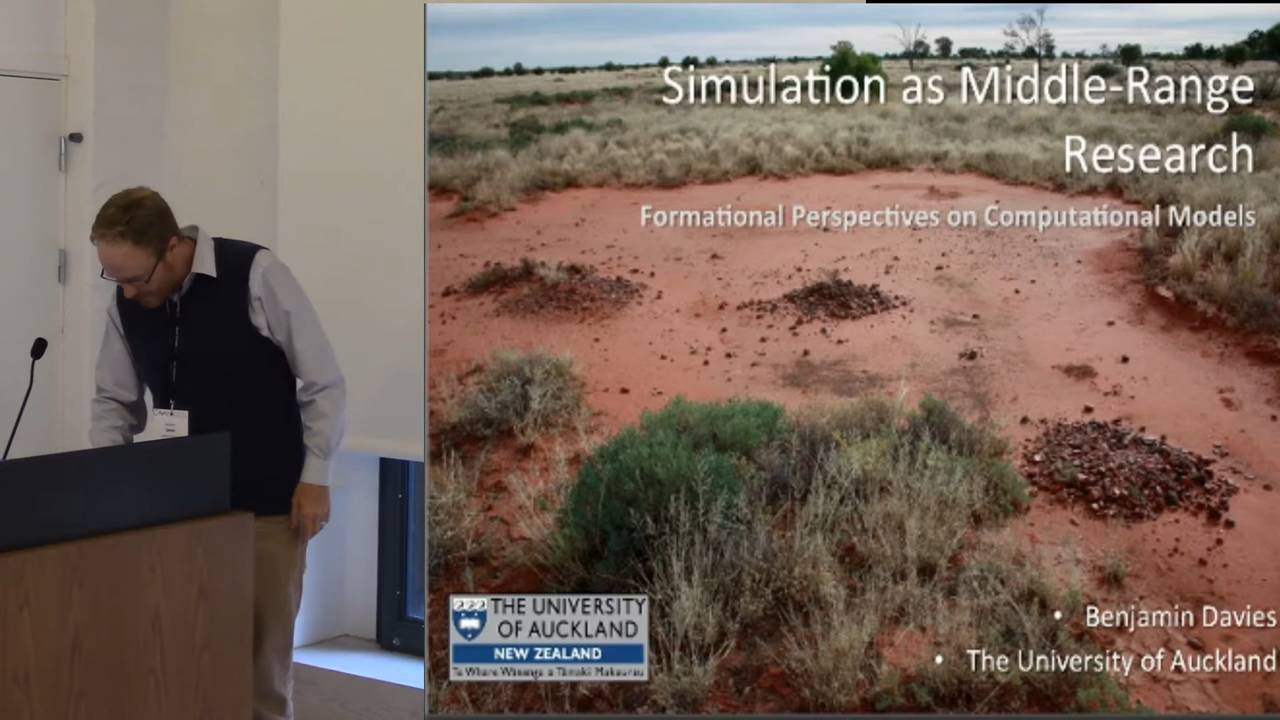 Simulation as Middle-Range
Research
Formational Perspectives on Computational Models
THE UNIVERSITY
OF AUCKLAND
NEW ZEALAND
Te Whare Wānanga o Tāmaki Makaurau
• Benjamin Davies
• The University of Auckland